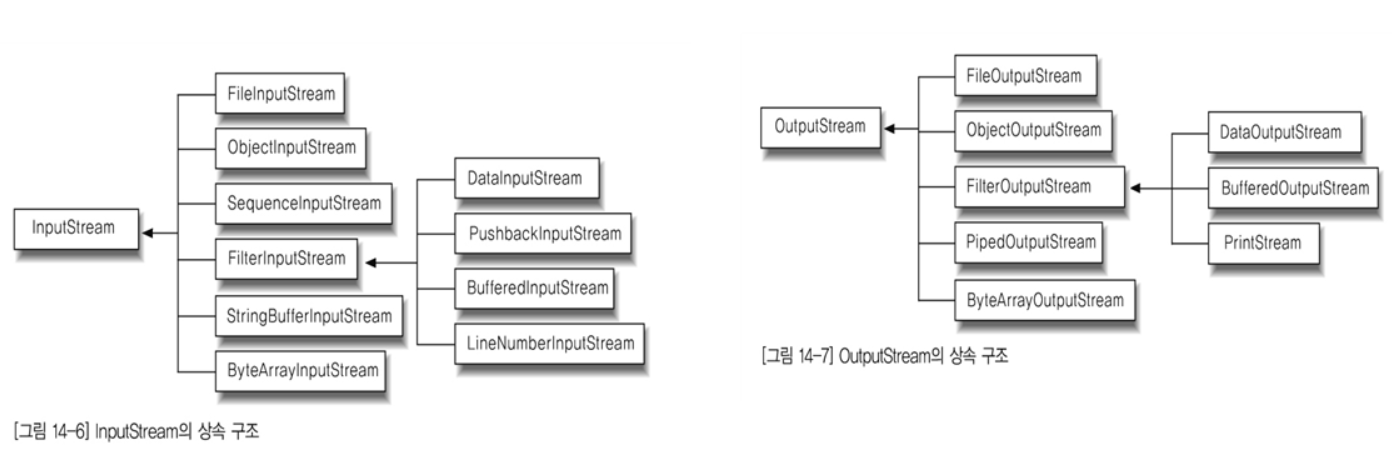 FileInputStream
ObjectInputStream
SequenceInputStream
InputStream
FilterInputStream
StringBufferInputStream
ByteArrayInputStream
DataInputStream
PushbackInputStream
BufferedInputStream
LineNumberInputStream
[그림 14-6] InputStream의 상속 구조
FileOutputStream
OutputStream
ObjectOutputStream
FilterOutputStream
PipedOutputStream
ByteArrayOutputStream
DataOutputStream
BufferedOutputStream
PrintStream
[그림 14-7] OutputStream의 상속 구조